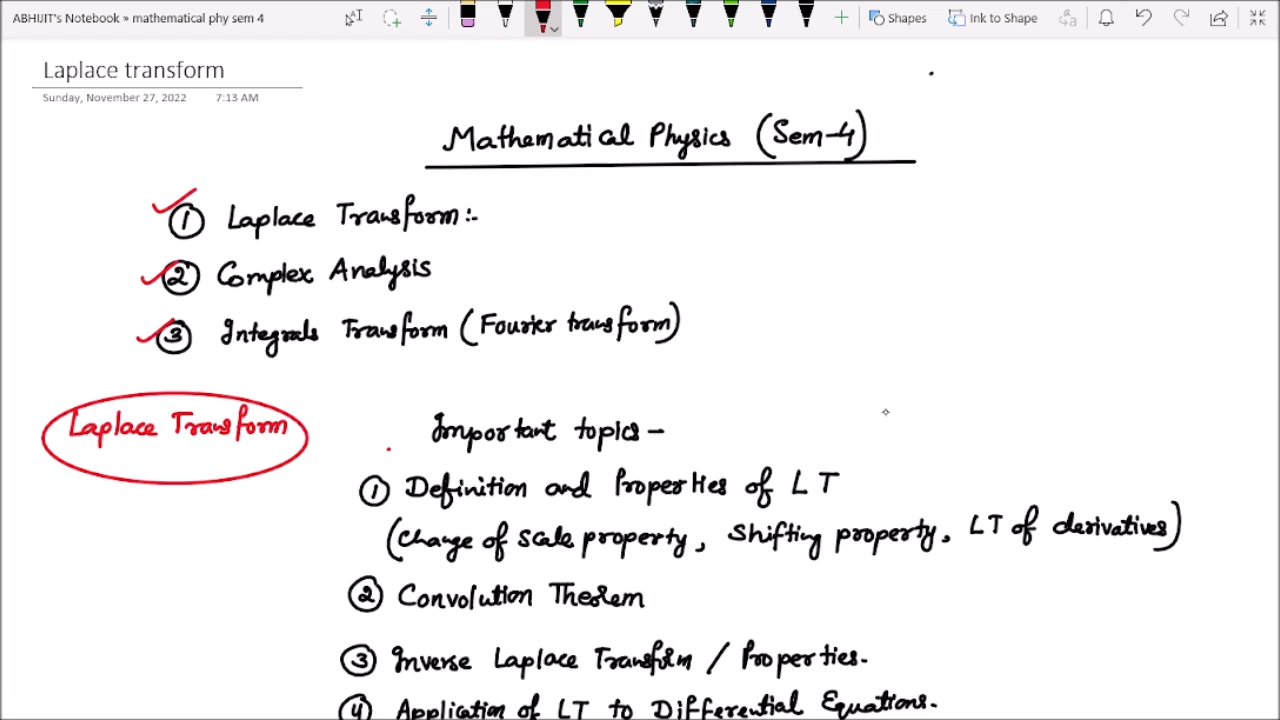 ABHIJIT's Notebook » mathematical phy sem 4
Shapes
Ink to Shape
Laplace transform
Sunday, November 27, 2022 7:13 AM
Mathematical Physics (Sem-4)
① Laplace Transform:-
② Complex Analysis
③ Integrals Transform (Fourier transform)
Laplace Transform
Important topics -
① Definition and Properties of LT
(Change of scale property, Shifting property, LT of derivatives)
② Convolution Theorem
③ Inverse Laplace Transform / Properties.
④ Application of LT to Differential Equations.